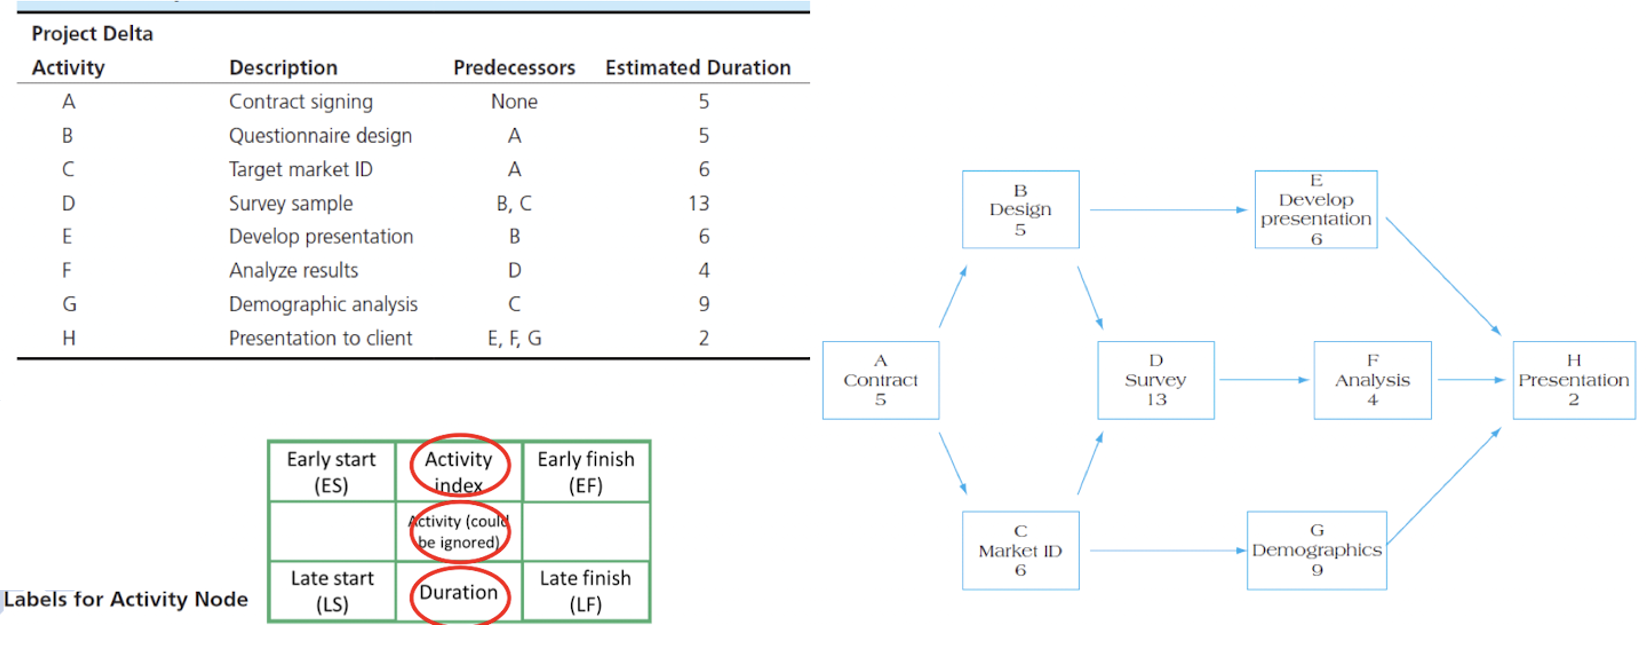 Project Delta
Activity Description Predecessors Estimated Duration
A Contract signing None 5
B Questionnaire design A 5
C Target market ID A 6
D Survey sample B, C 13
E Develop presentation B 6
F Analyze results D 4
G Demographic analysis C 9
H Presentation to client E, F, G 2
Early start
(ES)
Activity
index
Early finish
(EF)
Activity (could
be ignored)
Late start
(LS)
Duration
Late finish
(LF)
Labels for Activity Node
A
Contract
5
B
Design
5
C
Market ID
6
D
Survey
13
E
Develop
presentation
6
F
Analysis
4
G
Demographics
9
H
Presentation
2